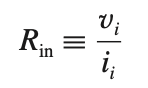 R_in ≡ v_i / i_i